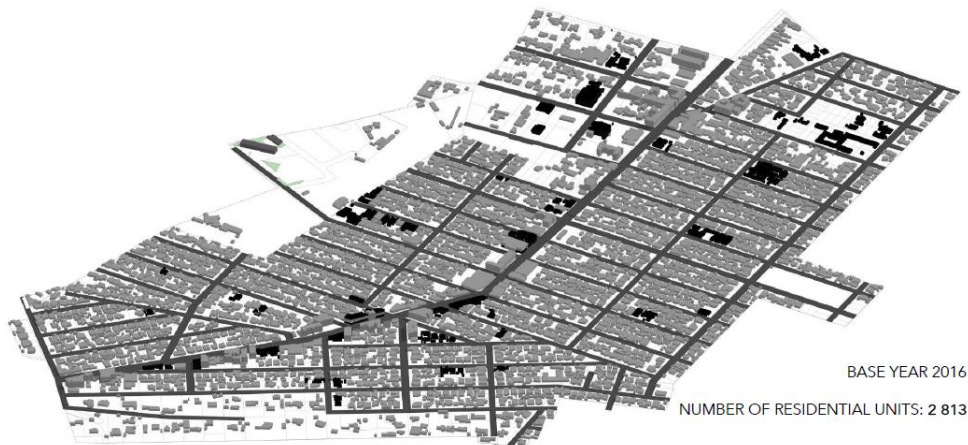 BASE YEAR 2016
NUMBER OF RESIDENTIAL UNITS: 2 813